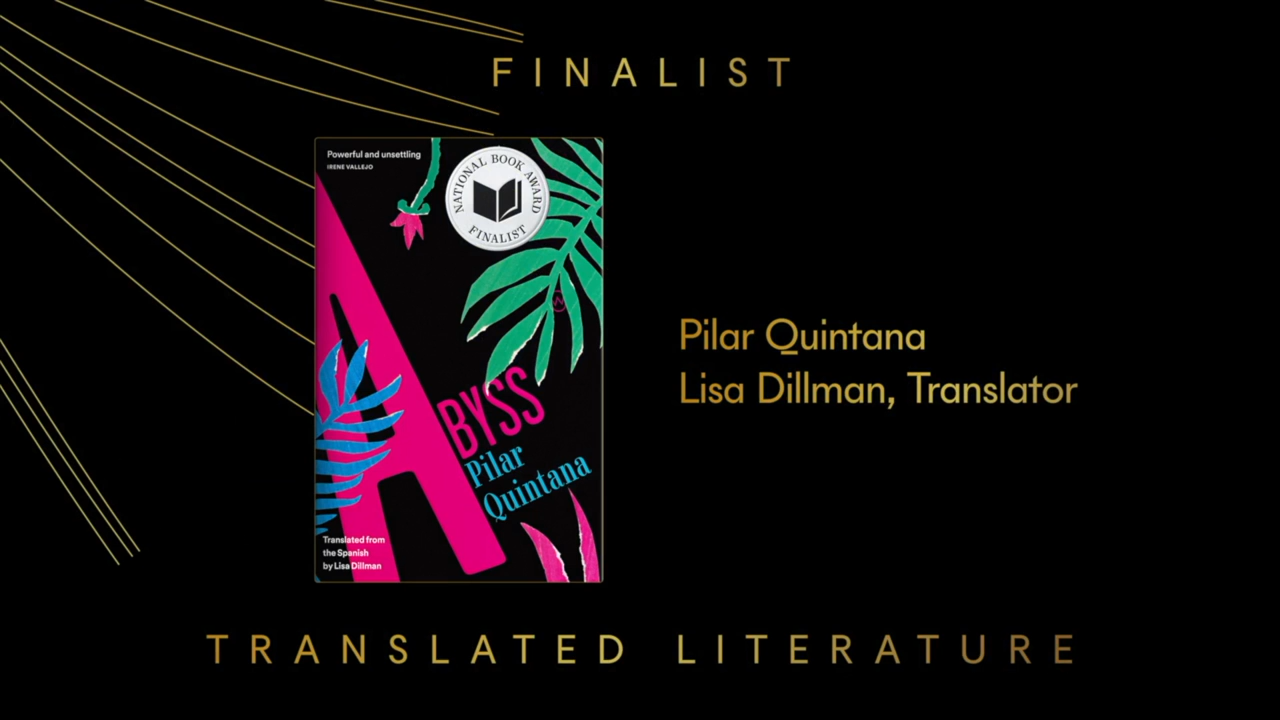 FINALIST
Powerful and unsettling
IRENE VALLEJO
NATIONAL BOOK AWARD
FINALIST
ABYSS
Pilar
Quintana
Translated from
the Spanish
by Lisa Dillman
Pilar Quintana
Lisa Dillman, Translator
TRANSLATED LITERATURE